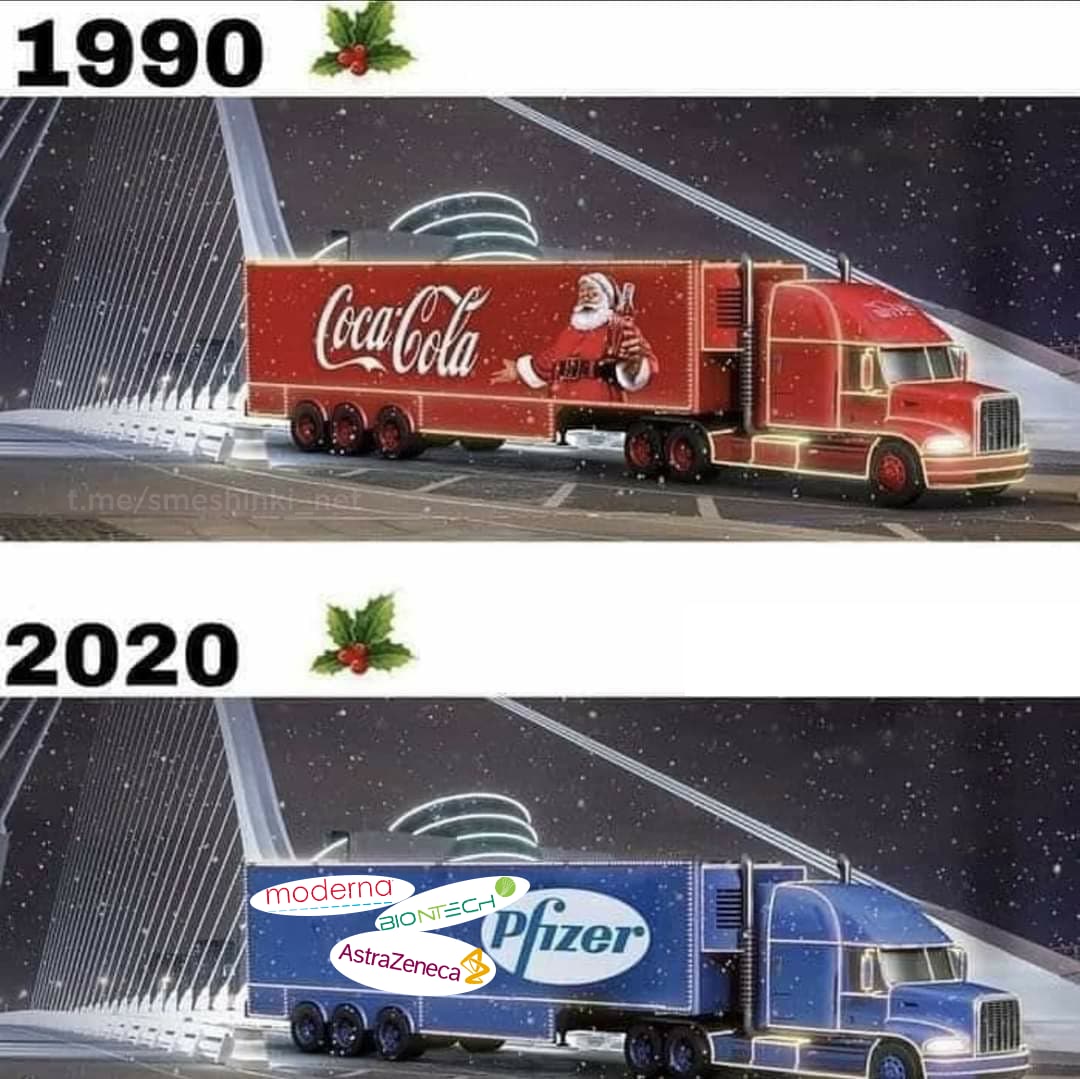 1990
Coca-Cola
t.me/smeshinki_net
2020
moderna
BIONTECH
Pfizer
AstraZeneca